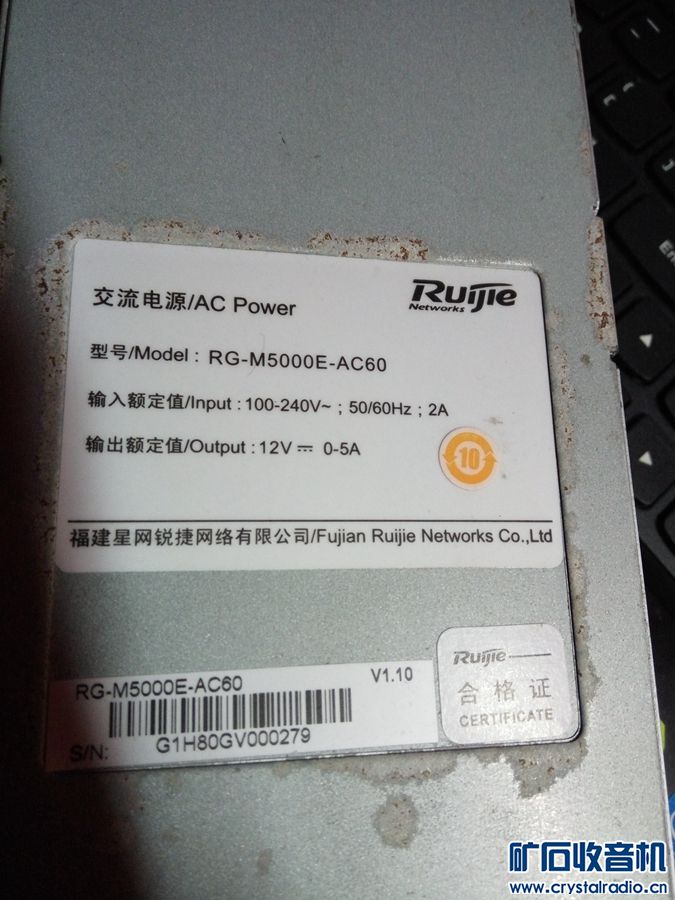 交流电源/AC Power
Ruijie
Networks
型号/Model : RG-M5000E-AC60
输入额定值/Input : 100-240V~ ; 50/60Hz ; 2A
输出额定值/Output : 12V ⎓ 0-5A
10
福建星网锐捷网络有限公司/Fujian Ruijie Networks Co.,Ltd
RG-M5000E-AC60 V1.10
S/N: G1H80GV000279
Ruijie
合格证
CERTIFICATE
矿石收音机
www.crystalradio.cn